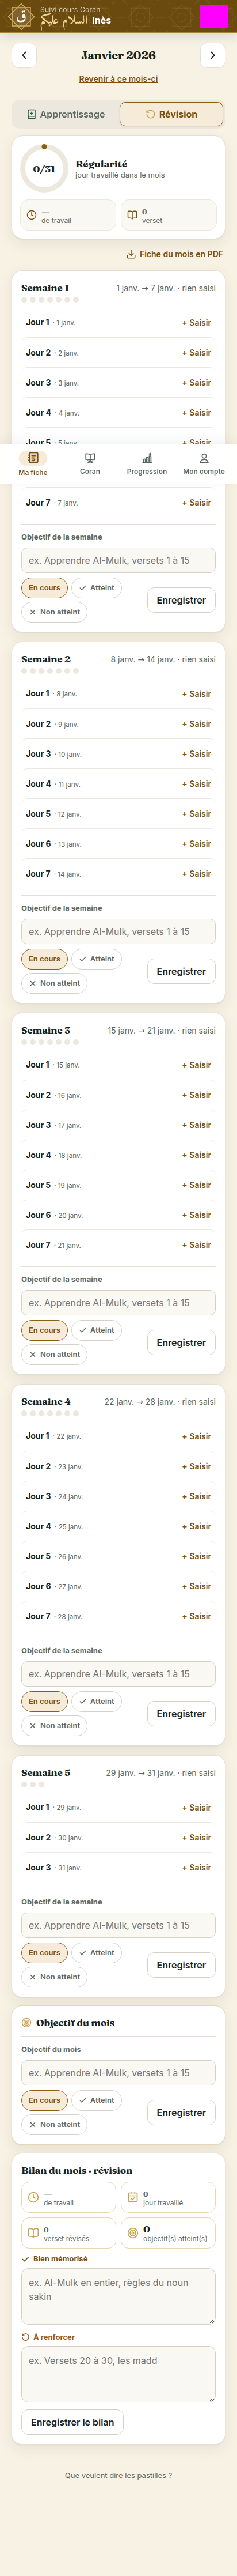 Suivi cours Coran
السلام عليكم Inès
Janvier 2026
Revenir à ce mois-ci
Apprentissage
Révision
0/31
Régularité
jour travaillé dans le mois
—
de travail
0
verset
Fiche du mois en PDF
Semaine 1
1 janv. → 7 janv. · rien saisi
Jour 1 · 1 janv. + Saisir
Jour 2 · 2 janv. + Saisir
Jour 3 · 3 janv. + Saisir
Jour 4 · 4 janv. + Saisir
Jour 5 · 5 janv. + Saisir
Ma fiche
Coran
Progression
Mon compte
Jour 7 · 7 janv. + Saisir
Objectif de la semaine
ex. Apprendre Al-Mulk, versets 1 à 15
En cours
Atteint
Non atteint
Enregistrer
Semaine 2
8 janv. → 14 janv. · rien saisi
Jour 1 · 8 janv. + Saisir
Jour 2 · 9 janv. + Saisir
Jour 3 · 10 janv. + Saisir
Jour 4 · 11 janv. + Saisir
Jour 5 · 12 janv. + Saisir
Jour 6 · 13 janv. + Saisir
Jour 7 · 14 janv. + Saisir
Objectif de la semaine
ex. Apprendre Al-Mulk, versets 1 à 15
En cours
Atteint
Non atteint
Enregistrer
Semaine 3
15 janv. → 21 janv. · rien saisi
Jour 1 · 15 janv. + Saisir
Jour 2 · 16 janv. + Saisir
Jour 3 · 17 janv. + Saisir
Jour 4 · 18 janv. + Saisir
Jour 5 · 19 janv. + Saisir
Jour 6 · 20 janv. + Saisir
Jour 7 · 21 janv. + Saisir
Objectif de la semaine
ex. Apprendre Al-Mulk, versets 1 à 15
En cours
Atteint
Non atteint
Enregistrer
Semaine 4
22 janv. → 28 janv. · rien saisi
Jour 1 · 22 janv. + Saisir
Jour 2 · 23 janv. + Saisir
Jour 3 · 24 janv. + Saisir
Jour 4 · 25 janv. + Saisir
Jour 5 · 26 janv. + Saisir
Jour 6 · 27 janv. + Saisir
Jour 7 · 28 janv. + Saisir
Objectif de la semaine
ex. Apprendre Al-Mulk, versets 1 à 15
En cours
Atteint
Non atteint
Enregistrer
Semaine 5
29 janv. → 31 janv. · rien saisi
Jour 1 · 29 janv. + Saisir
Jour 2 · 30 janv. + Saisir
Jour 3 · 31 janv. + Saisir
Objectif de la semaine
ex. Apprendre Al-Mulk, versets 1 à 15
En cours
Atteint
Non atteint
Enregistrer
Objectif du mois
Objectif du mois
ex. Apprendre Al-Mulk, versets 1 à 15
En cours
Atteint
Non atteint
Enregistrer
Bilan du mois · révision
—
de travail
0
jour travaillé
0
verset révisés
0
objectif(s) atteint(s)
Bien mémorisé
ex. Al-Mulk en entier, règles du noun
sakin
À renforcer
ex. Versets 20 à 30, les madd
Enregistrer le bilan
Que veulent dire les pastilles ?